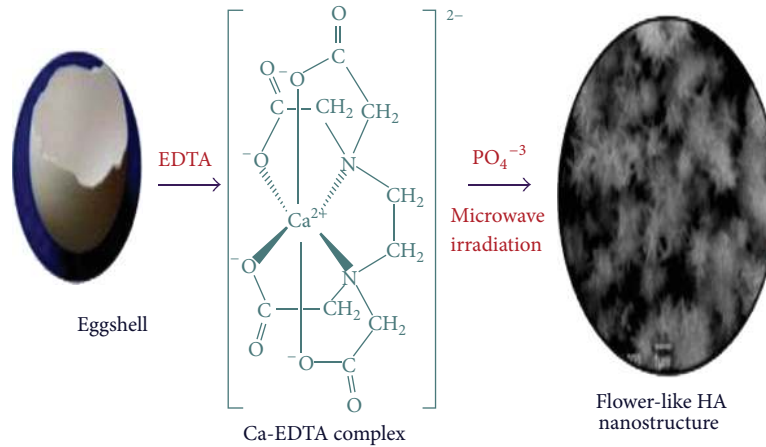 O
2−
O
−O
C
C
CH2
CH2
−O
N
EDTA
PO4−3
CH2
Ca2+
Microwave
irradiation
CH2
−O
N
C
CH2
CH2
O
−O
C
O
Eggshell
Ca-EDTA complex
Flower-like HA
nanostructure